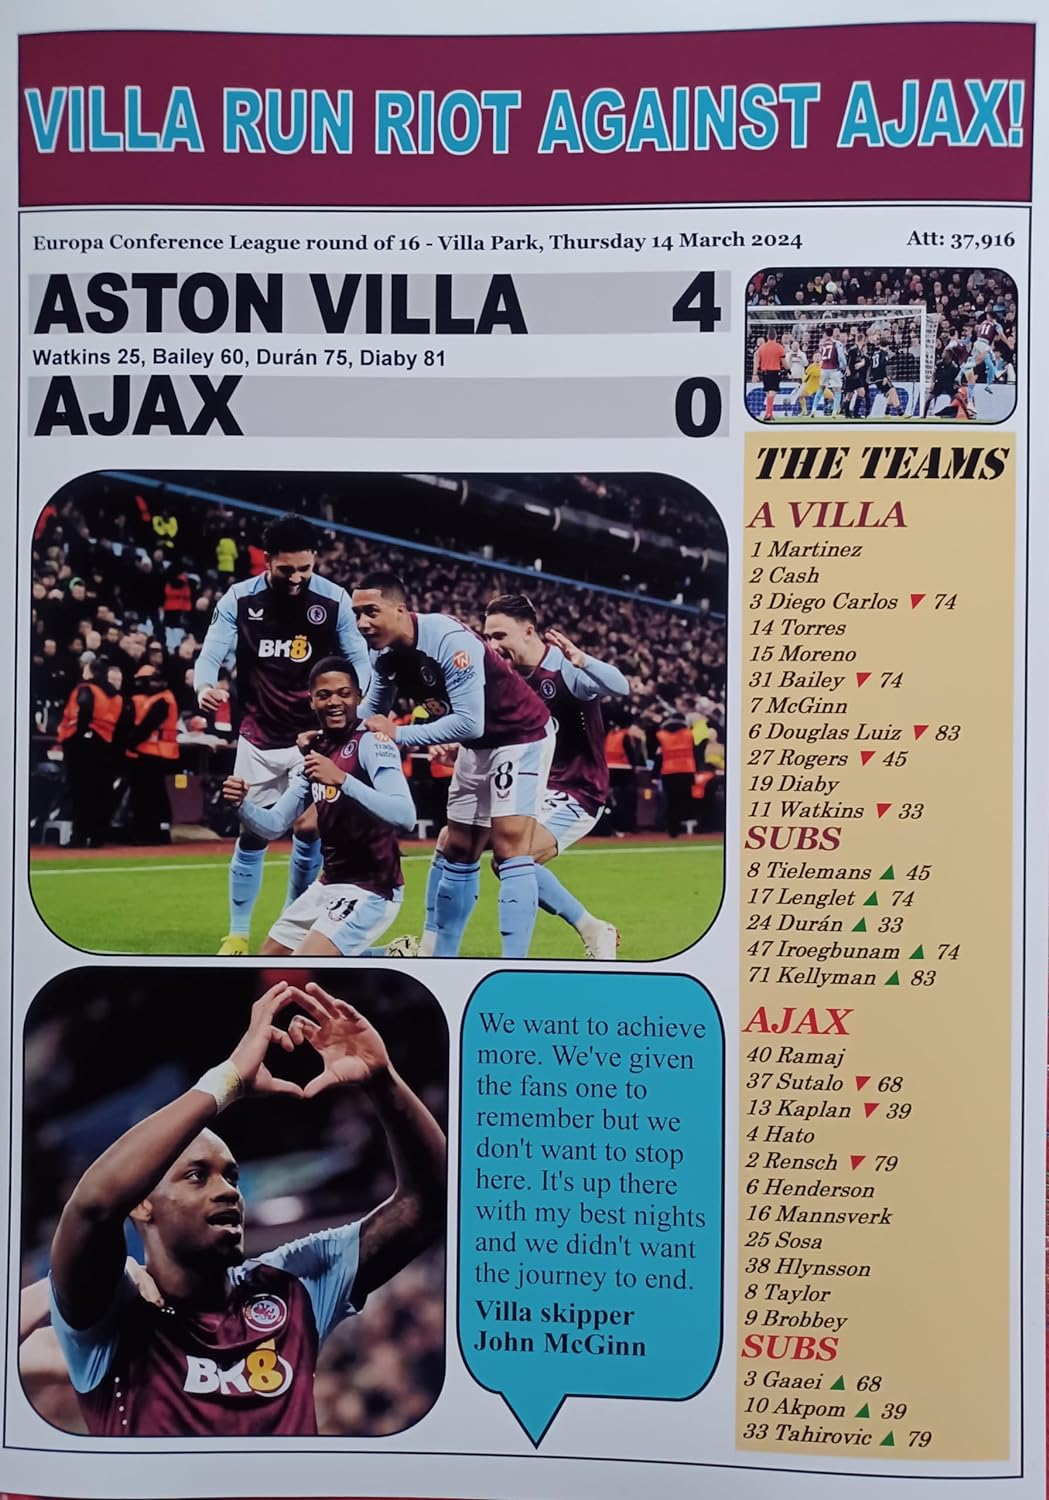 VILLA RUN RIOT AGAINST AJAX!
Europa Conference League round of 16 - Villa Park, Thursday 14 March 2024
Att: 37,916
ASTON VILLA 4
Watkins 25, Bailey 60, Durán 75, Diaby 81
AJAX 0
27
11
BK8
8
Trade
Nation
BK8
31
BK8
We want to achieve
more. We've given
the fans one to
remember but we
don't want to stop
here. It's up there
with my best nights
and we didn't want
the journey to end.
Villa skipper
John McGinn
THE TEAMS
A VILLA
1 Martinez
2 Cash
3 Diego Carlos ▼ 74
14 Torres
15 Moreno
31 Bailey ▼ 74
7 McGinn
6 Douglas Luiz ▼ 83
27 Rogers ▼ 45
19 Diaby
11 Watkins ▼ 33
SUBS
8 Tielemans ▲ 45
17 Lenglet ▲ 74
24 Durán ▲ 33
47 Iroegbunam ▲ 74
71 Kellyman ▲ 83
AJAX
40 Ramaj
37 Sutalo ▼ 68
13 Kaplan ▼ 39
4 Hato
2 Rensch ▼ 79
6 Henderson
16 Mannsverk
25 Sosa
38 Hlynsson
8 Taylor
9 Brobbey
SUBS
3 Gaaei ▲ 68
10 Akpom ▲ 39
33 Tahirovic ▲ 79